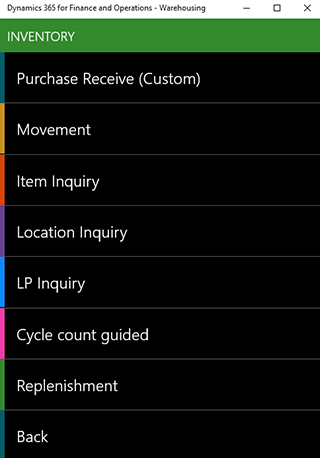 Dynamics 365 for Finance and Operations - Warehousing
INVENTORY
Purchase Receive (Custom)
Movement
Item Inquiry
Location Inquiry
LP Inquiry
Cycle count guided
Replenishment
Back